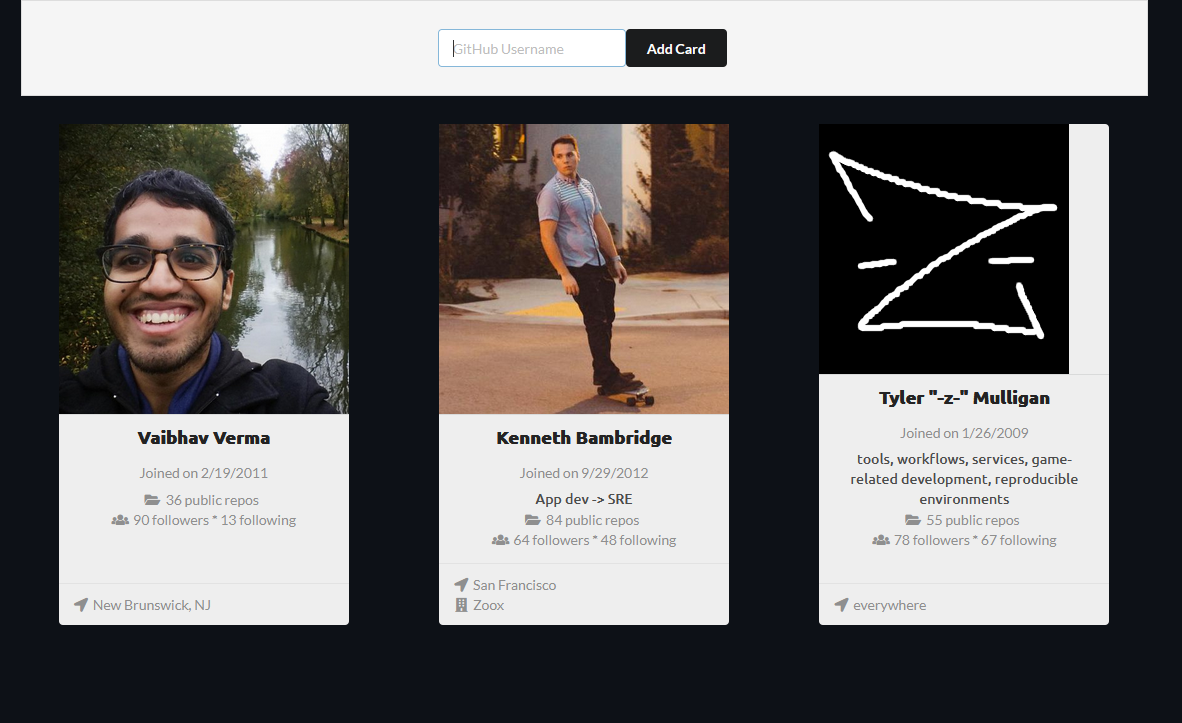 GitHub Username
Add Card
Vaibhav Verma
Joined on 2/19/2011
36 public repos
90 followers * 13 following
New Brunswick, NJ
Kenneth Bambridge
Joined on 9/29/2012
App dev -> SRE
84 public repos
64 followers * 48 following
San Francisco
Zoox
Tyler "-z-" Mulligan
Joined on 1/26/2009
tools, workflows, services, game-
related development, reproducible
environments
55 public repos
78 followers * 67 following
everywhere